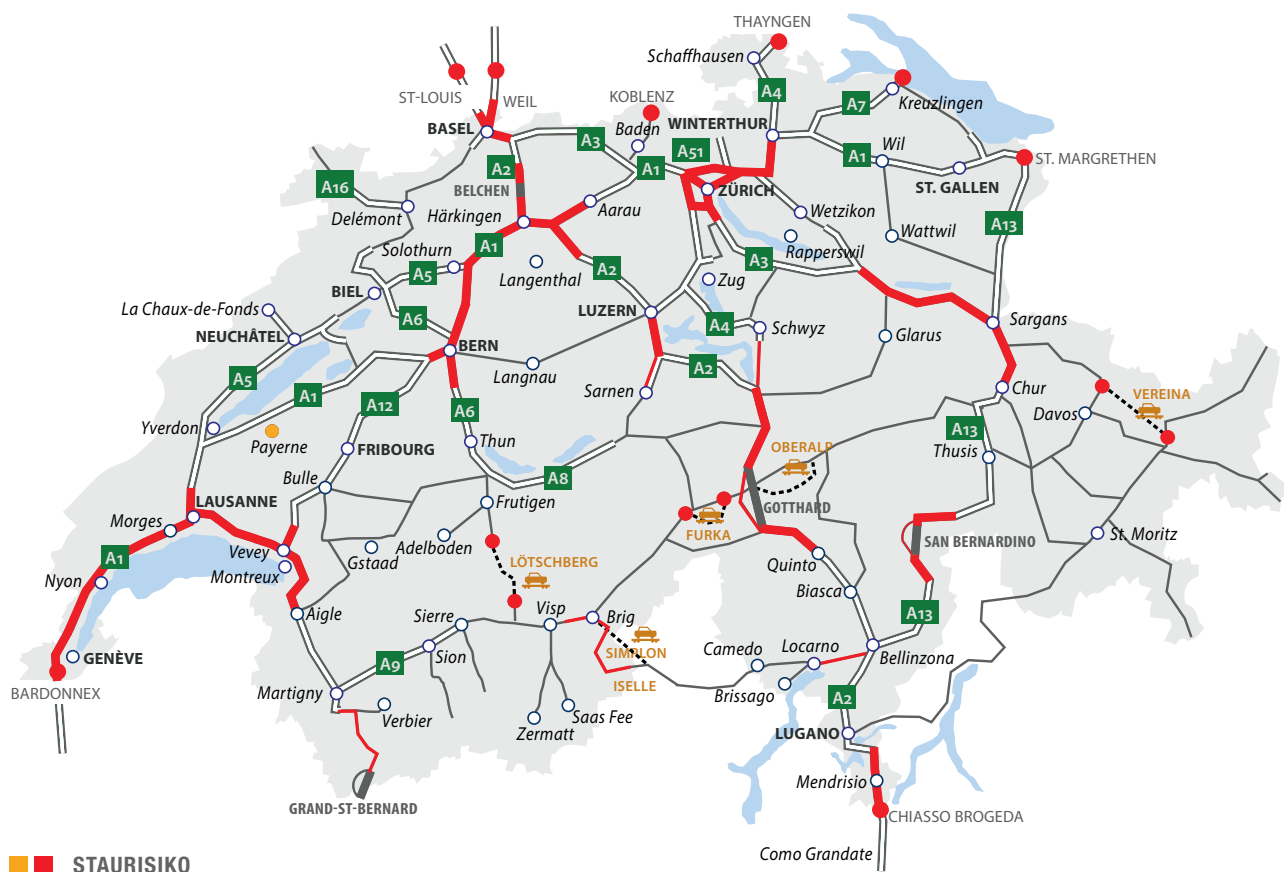 THAYNGEN
Schaffhausen
ST-LOUIS
WEIL
KOBLENZ
A4
A7
Kreuzlingen
BASEL
Baden
WINTERTHUR
A3
A51
A2
A1
A1
Wil
ST. MARGRETHEN
BELCHEN
A16
ZÜRICH
ST. GALLEN
Delémont
Härkingen
Aarau
Wetzikon
Wattwil
A13
Solothurn
A1
Rapperswil
A5
Langenthal
A2
A3
Zug
BIEL
La Chaux-de-Fonds
LUZERN
A6
A4
Schwyz
Sargans
NEUCHÂTEL
BERN
Glarus
Langnau
A2
A5
A1
Sarnen
Chur
A12
A6
VEREINA
Davos
Yverdon
A13
Payerne
Thun
FRIBOURG
OBERALP
Thusis
Bulle
A8
LAUSANNE
Frutigen
GOTTHARD
Morges
FURKA
Adelboden
St. Moritz
SAN BERNARDINO
Vevey
Gstaad
A1
LÖTSCHBERG
Montreux
Quinto
Nyon
Biasca
Aigle
Sierre
Visp
Brig
A13
GENÈVE
SIMPLON
Camedo
Locarno
Bellinzona
A9
Sion
ISELLE
BARDONNEX
Martigny
Brissago
A2
Verbier
Saas Fee
Zermatt
LUGANO
Mendrisio
GRAND-ST-BERNARD
CHIASSO BROGEDA
Como Grandate
STAURISIKO